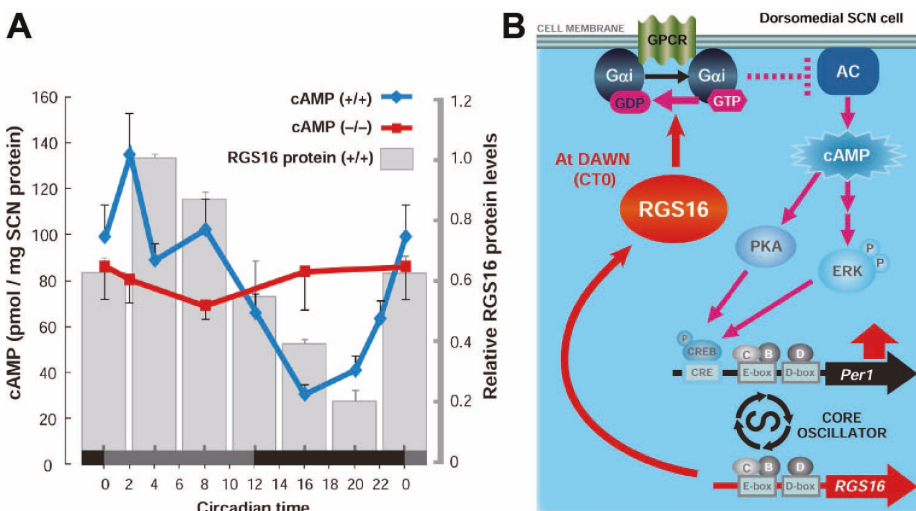 A
cAMP (+/+)
cAMP (–/–)
RGS16 protein (+/+)
cAMP (pmol / mg SCN protein)
160
140
120
100
80
60
40
20
0
1.2
1.0
0.8
0.6
0.4
0.2
0
Relative RGS16 protein levels
0 2 4 6 8 10 12 14 16 18 20 22 0
Circadian time
B
Dorsomedial SCN cell
CELL MEMBRANE
GPCR
Gαi
Gαi
AC
GDP
GTP
cAMP
At DAWN
(CT0)
RGS16
PKA
ERK
P
P
P
CREB
CRE
C B D
E-box D-box
Per1
CORE
OSCILLATOR
C B D
E-box D-box
RGS16